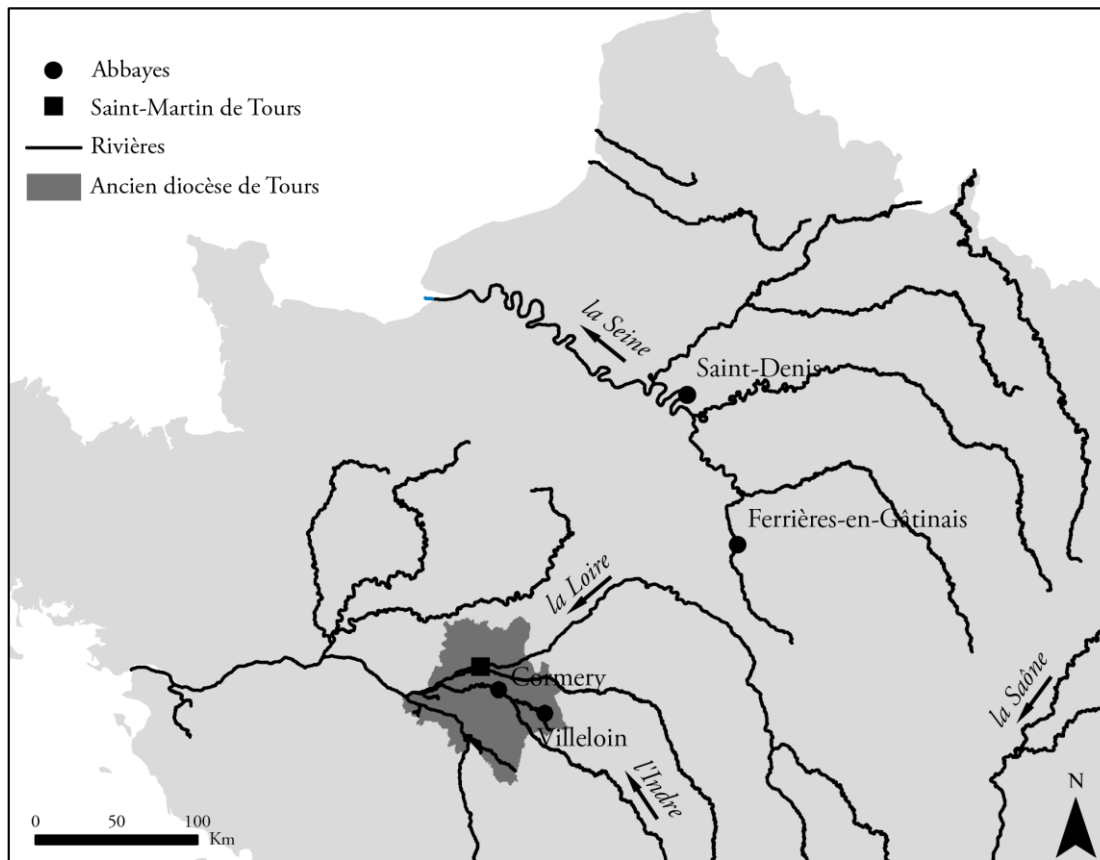 Abbayes
Saint-Martin de Tours
Rivières
Ancien diocèse de Tours
la Seine
Saint-Denis
Ferrières-en-Gâtinais
la Loire
Cormery
la Saône
Villeloin
l'Indre
N
0 50 100
Km